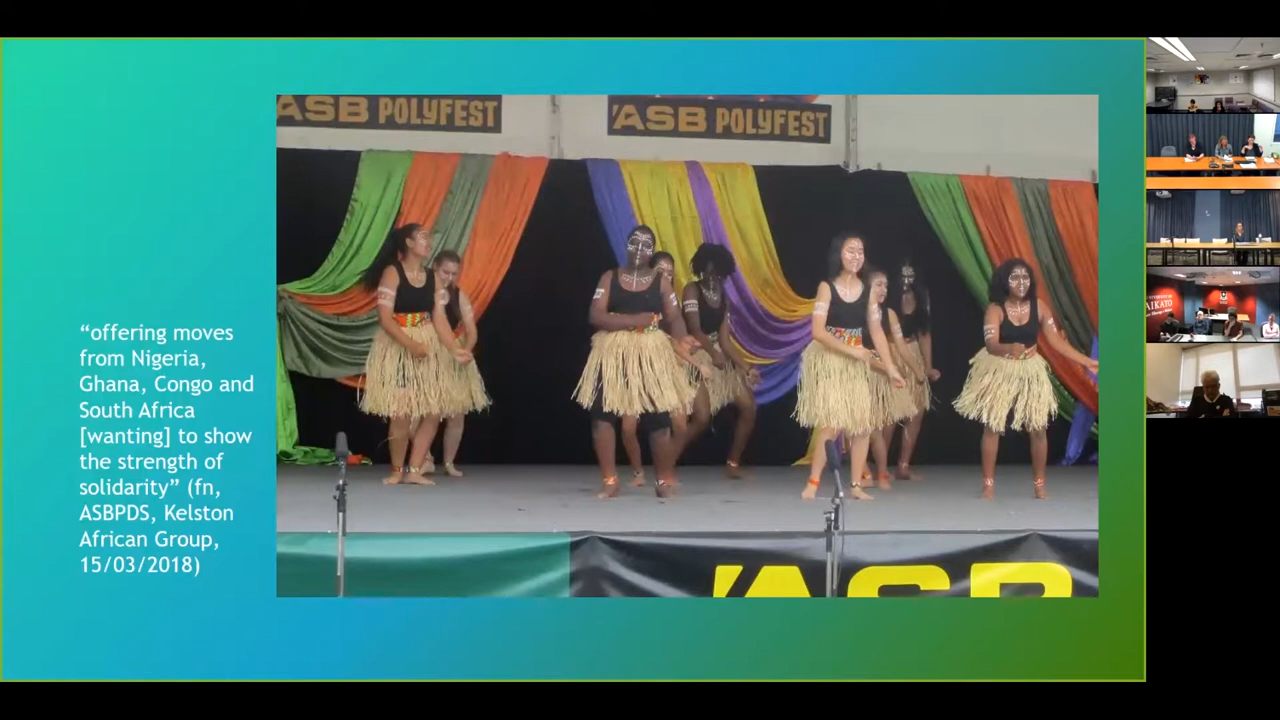 ASB POLYFEST
ASB POLYFEST
"offering moves
from Nigeria,
Ghana, Congo and
South Africa
[wanting] to show
the strength of
solidarity" (fn,
ASBPDS, Kelston
African Group,
15/03/2018)
ASB
AIKATO